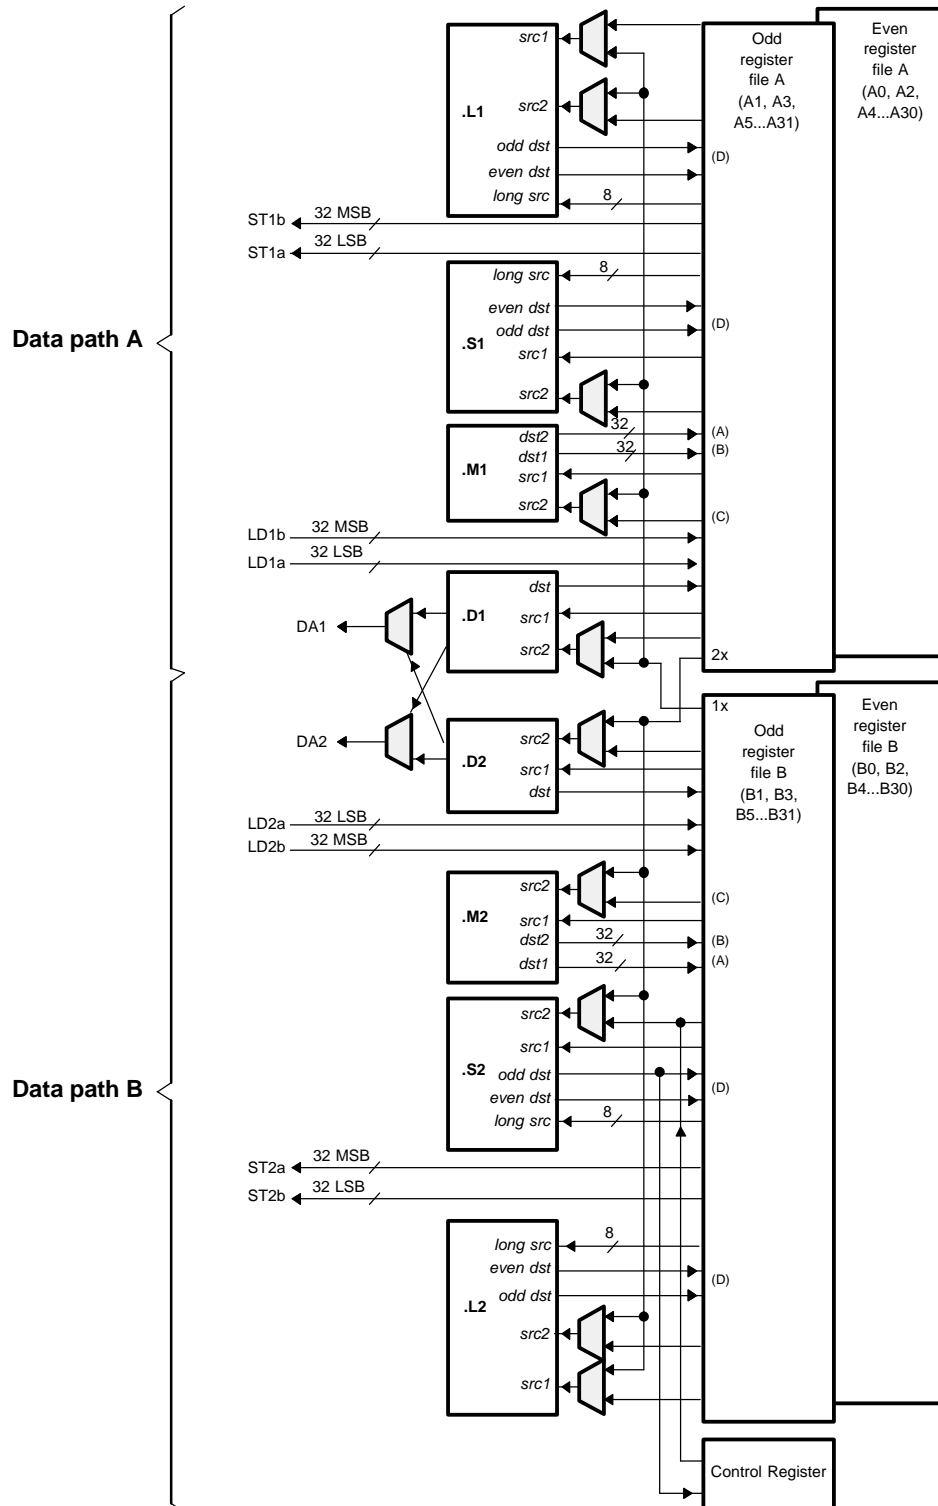 Even
register
file A
(A0, A2,
A4...A30)
Odd
register
file A
(A1, A3,
A5...A31)
src1
.L1
src2
odd dst
(D)
even dst
long src
8
ST1b
32 MSB
ST1a
32 LSB
long src
8
even dst
odd dst
(D)
Data path A
.S1
src1
src2
32
dst2
(A)
32
dst1
(B)
.M1
src1
src2
(C)
LD1b
32 MSB
LD1a
32 LSB
dst
.D1
src1
DA1
src2
2x
1x
Even
register
file B
(B0, B2,
B4...B30)
Odd
register
file B
(B1, B3,
B5...B31)
DA2
src2
.D2
src1
dst
LD2a
32 LSB
LD2b
32 MSB
src2
(C)
.M2
src1
dst2
32
(B)
dst1
32
(A)
src2
src1
.S2
odd dst
(D)
Data path B
even dst
long src
8
ST2a
32 MSB
ST2b
32 LSB
long src
8
even dst
(D)
odd dst
.L2
src2
src1
Control Register